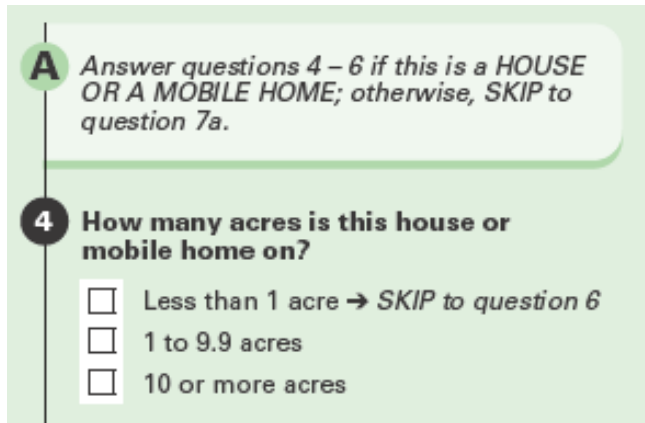 A
Answer questions 4 – 6 if this is a HOUSE
OR A MOBILE HOME; otherwise, SKIP to
question 7a.
4
How many acres is this house or
mobile home on?
Less than 1 acre ➔ SKIP to question 6
1 to 9.9 acres
10 or more acres